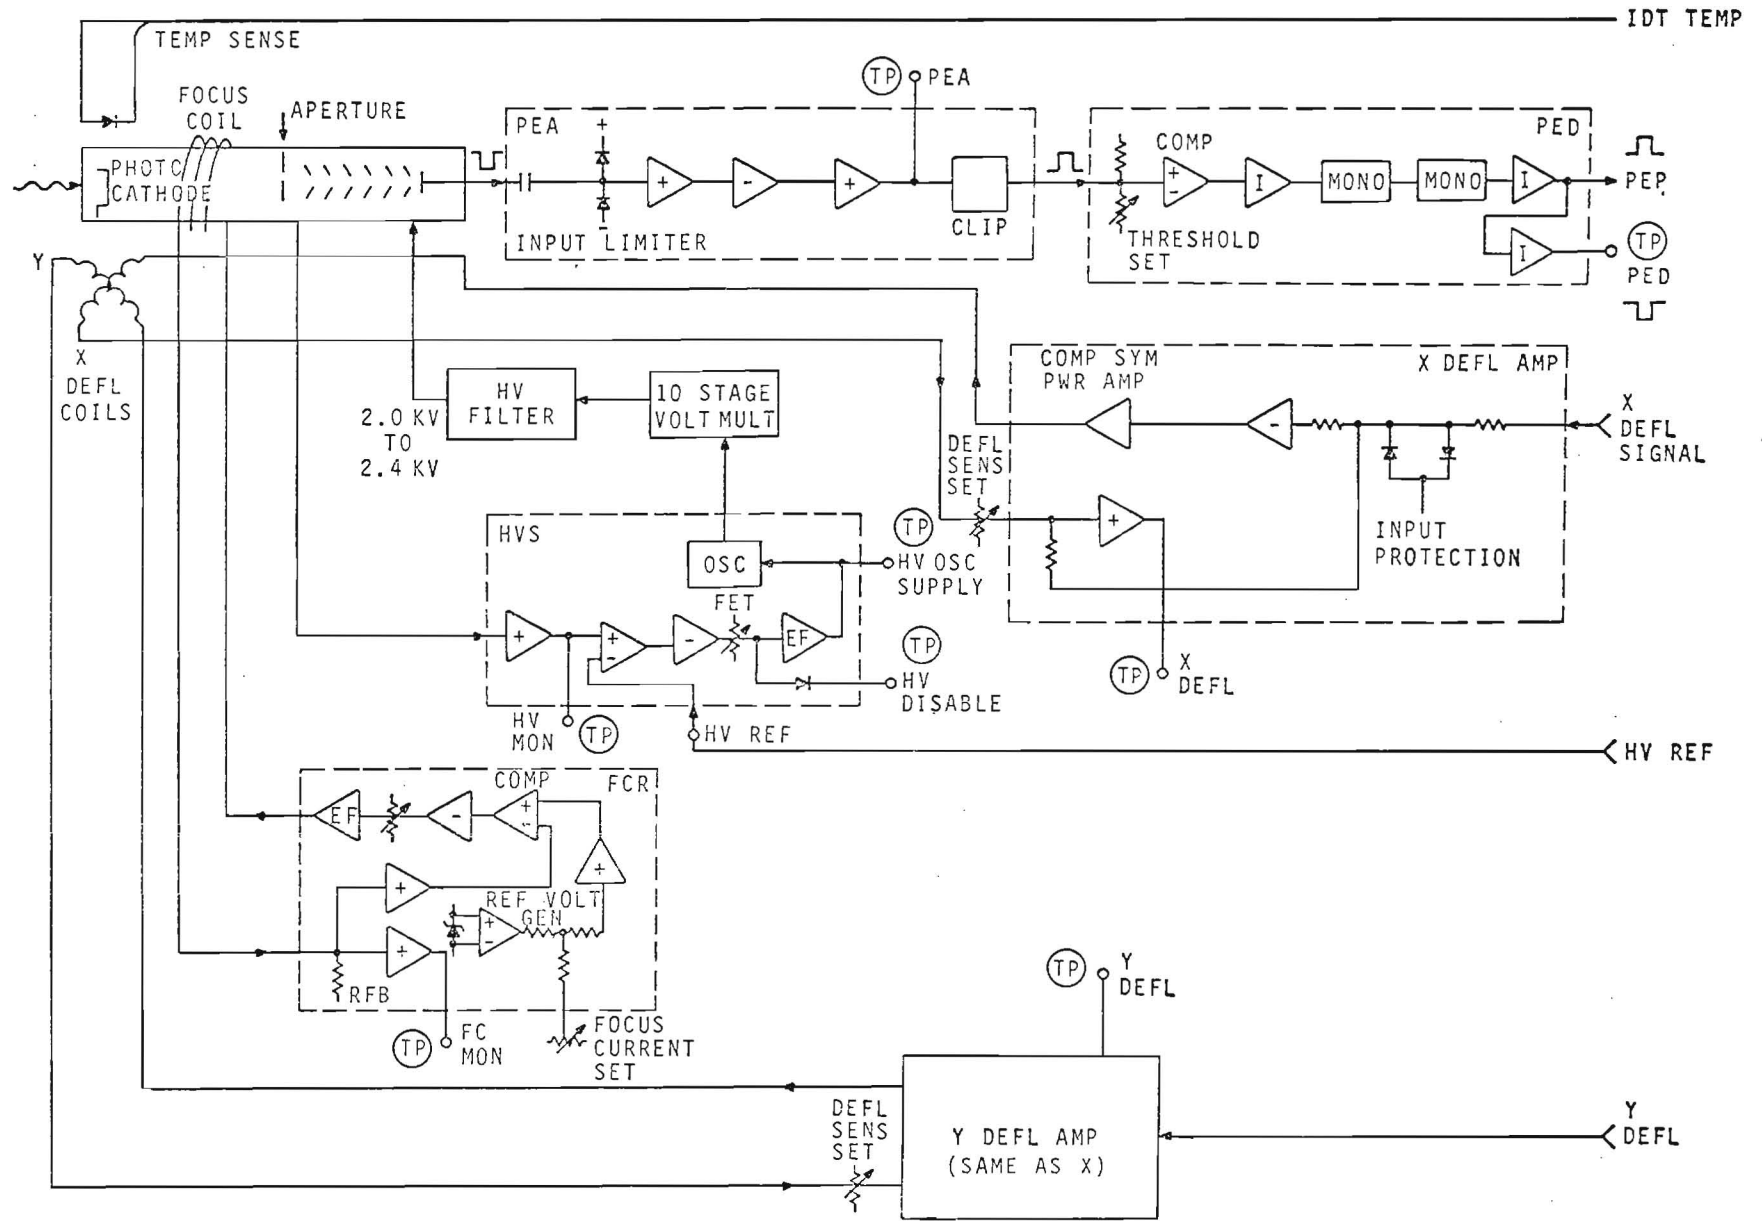 IDT TEMP
TEMP SENSE
FOCUS
COIL
APERTURE
PHOTO
CATHODE
PEA
+
-
INPUT LIMITER
+
-
+
CLIP
TP
PEA
PED
COMP
+
-
I
MONO
MONO
I
I
THRESHOLD
SET
PEP
TP
PED
Y
X
DEFL
COILS
2.0 KV
TO
2.4 KV
HV
FILTER
10 STAGE
VOLT MULT
DEFL
SENS
SET
COMP SYM
PWR AMP
X DEFL AMP
-
+
INPUT
PROTECTION
X
DEFL
SIGNAL
TP
X
DEFL
HVS
OSC
FET
+
+
-
-
EF
TP
HV OSC
SUPPLY
TP
HV
DISABLE
HV
MON
TP
HV REF
HV REF
COMP
FCR
EF
-
+
-
+
+
REF VOLT
GEN
+
-
+
RFB
TP
FC
MON
FOCUS
CURRENT
SET
TP
Y
DEFL
DEFL
SENS
SET
Y DEFL AMP
(SAME AS X)
Y
DEFL